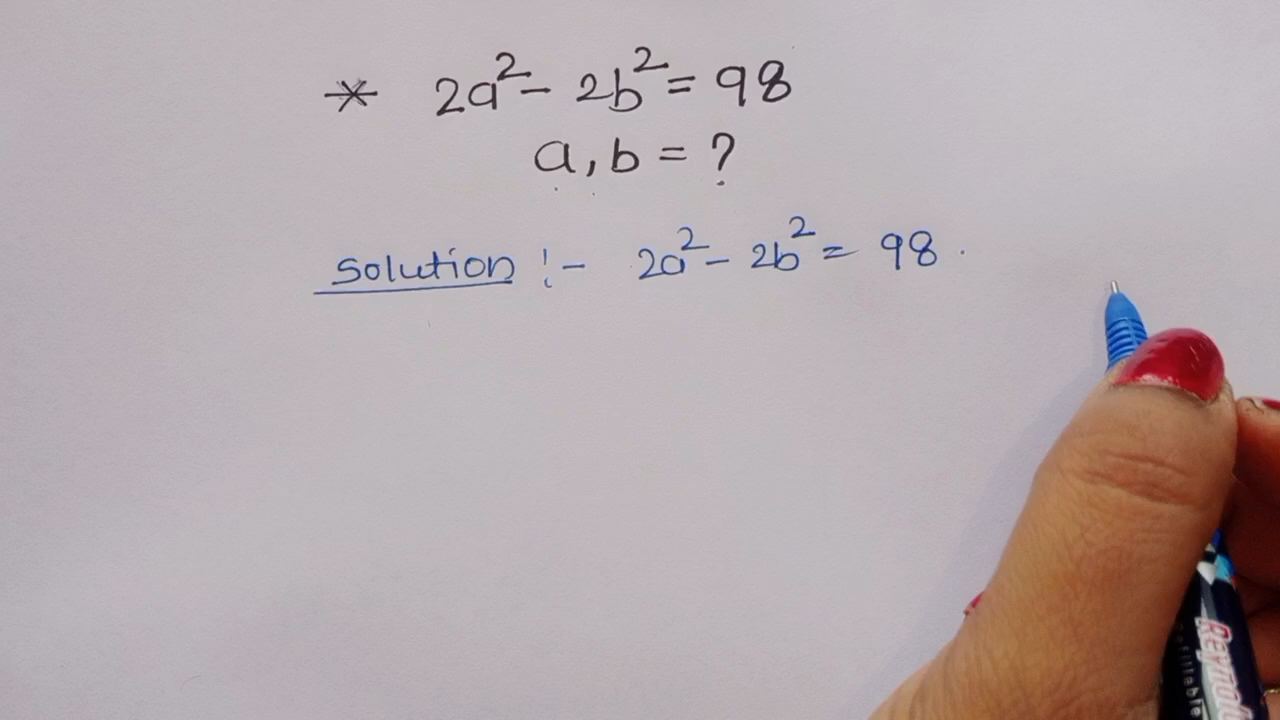 * 2a² - 2b² = 98
a, b = ?
Solution :- 2a² - 2b² = 98.